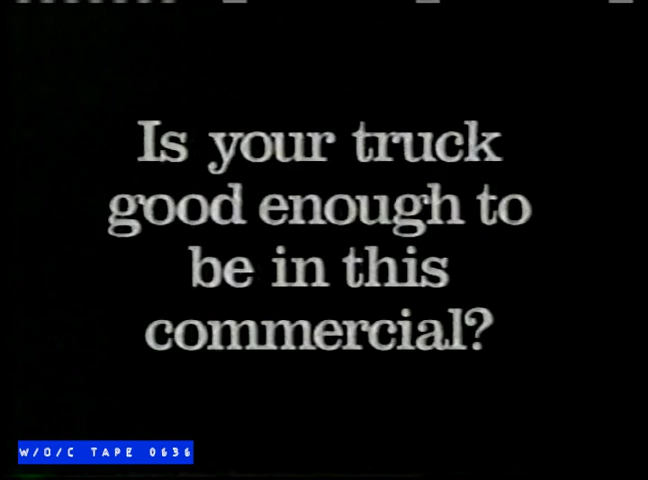 Is your truck
good enough to
be in this
commercial?
W/O/C TAPE 0636